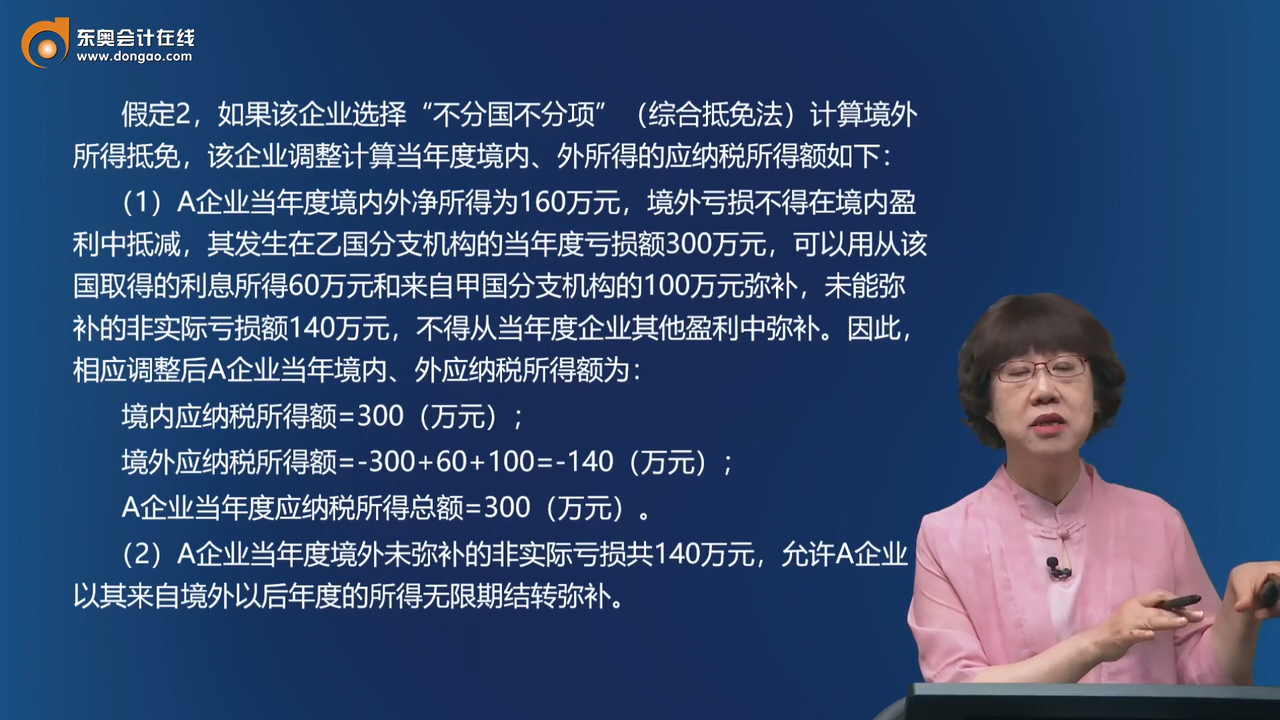 东奥会计在线
www.dongao.com
假定2，如果该企业选择“不分国不分项”（综合抵免法）计算境外
所得抵免，该企业调整计算当年度境内、外所得的应纳税所得额如下：
（1）A企业当年度境内外净所得为160万元，境外亏损不得在境内盈
利中抵减，其发生在乙国分支机构的当年度亏损额300万元，可以用从该
国取得的利息所得60万元和来自甲国分支机构的100万元弥补，未能弥
补的非实际亏损额140万元，不得从当年度企业其他盈利中弥补。因此，
相应调整后A企业当年境内、外应纳税所得额为：
境内应纳税所得额=300（万元）；
境外应纳税所得额=-300+60+100=-140（万元）；
A企业当年度应纳税所得总额=300（万元）。
（2）A企业当年度境外未弥补的非实际亏损共140万元，允许A企业
以其来自境外以后年度的所得无限期结转弥补。